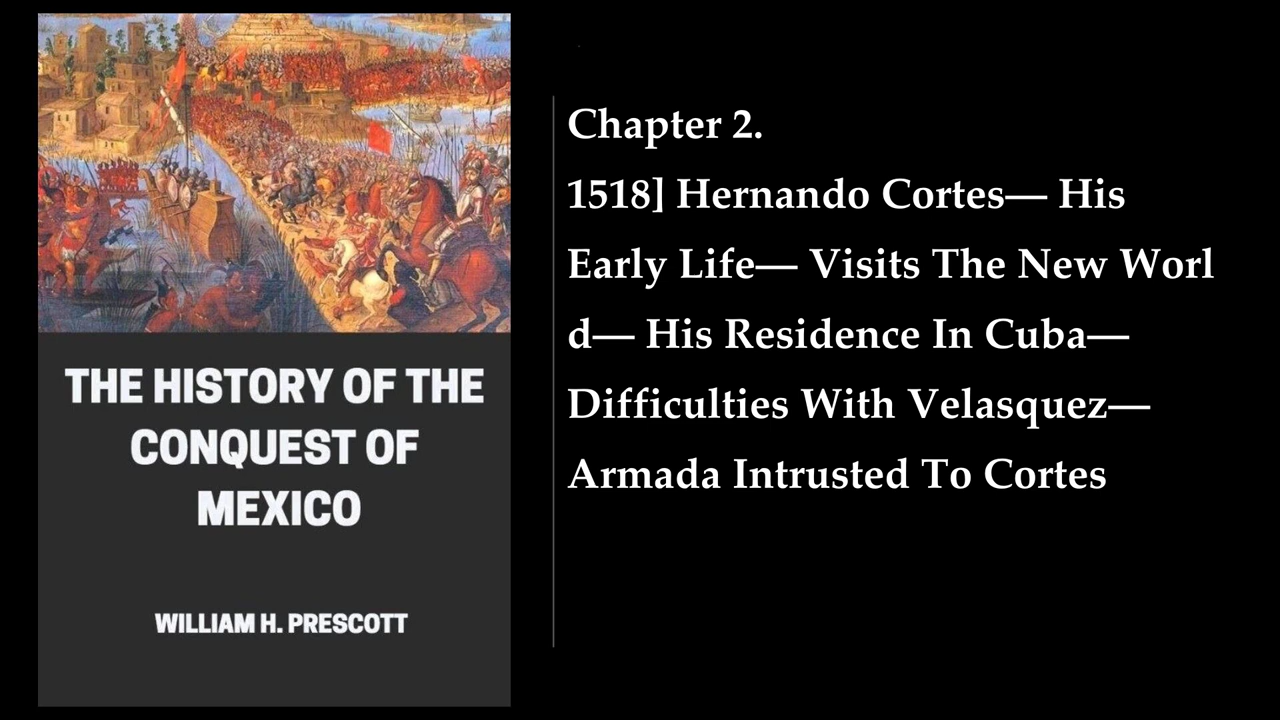 THE HISTORY OF THE
CONQUEST OF
MEXICO
WILLIAM H. PRESCOTT
Chapter 2.
1518] Hernando Cortes— His
Early Life— Visits The New Worl
d— His Residence In Cuba—
Difficulties With Velasquez—
Armada Intrusted To Cortes